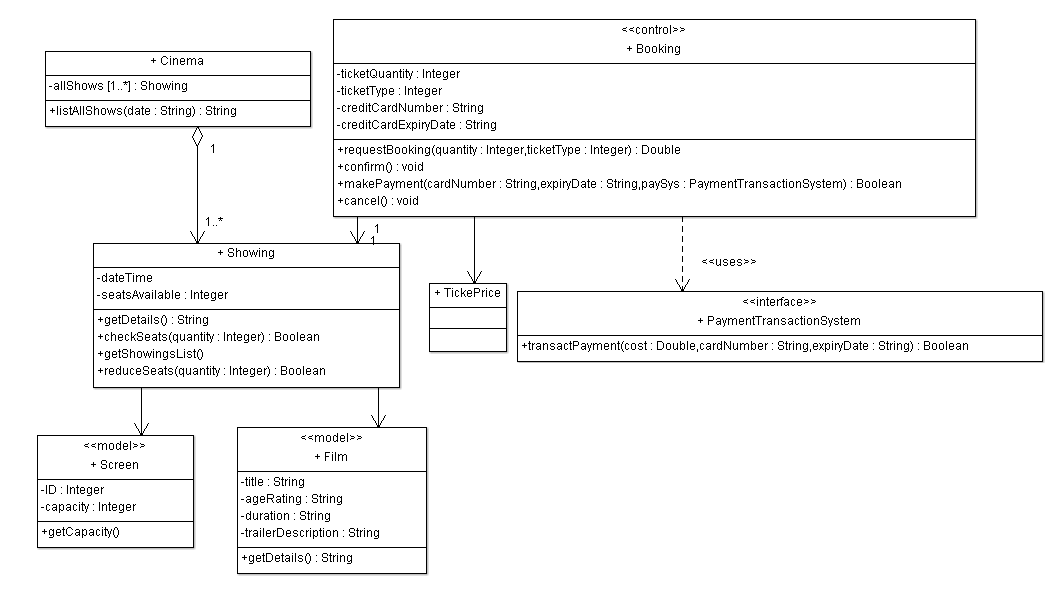 + Cinema
-allShows [1..*] : Showing
+listAllShows(date : String) : String
1
1..*
<<control>>
+ Booking
-ticketQuantity : Integer
-ticketType : Integer
-creditCardNumber : String
-creditCardExpiryDate : String
+requestBooking(quantity : Integer,ticketType : Integer) : Double
+confirm() : void
+makePayment(cardNumber : String,expiryDate : String,paySys : PaymentTransactionSystem) : Boolean
+cancel() : void
1
1
<<uses>>
+ Showing
-dateTime
-seatsAvailable : Integer
+getDetails() : String
+checkSeats(quantity : Integer) : Boolean
+getShowingsList()
+reduceSeats(quantity : Integer) : Boolean
+ TickePrice
<<interface>>
+ PaymentTransactionSystem
+transactPayment(cost : Double,cardNumber : String,expiryDate : String) : Boolean
<<model>>
+ Screen
-ID : Integer
-capacity : Integer
+getCapacity()
<<model>>
+ Film
-title : String
-ageRating : String
-duration : String
-trailerDescription : String
+getDetails() : String